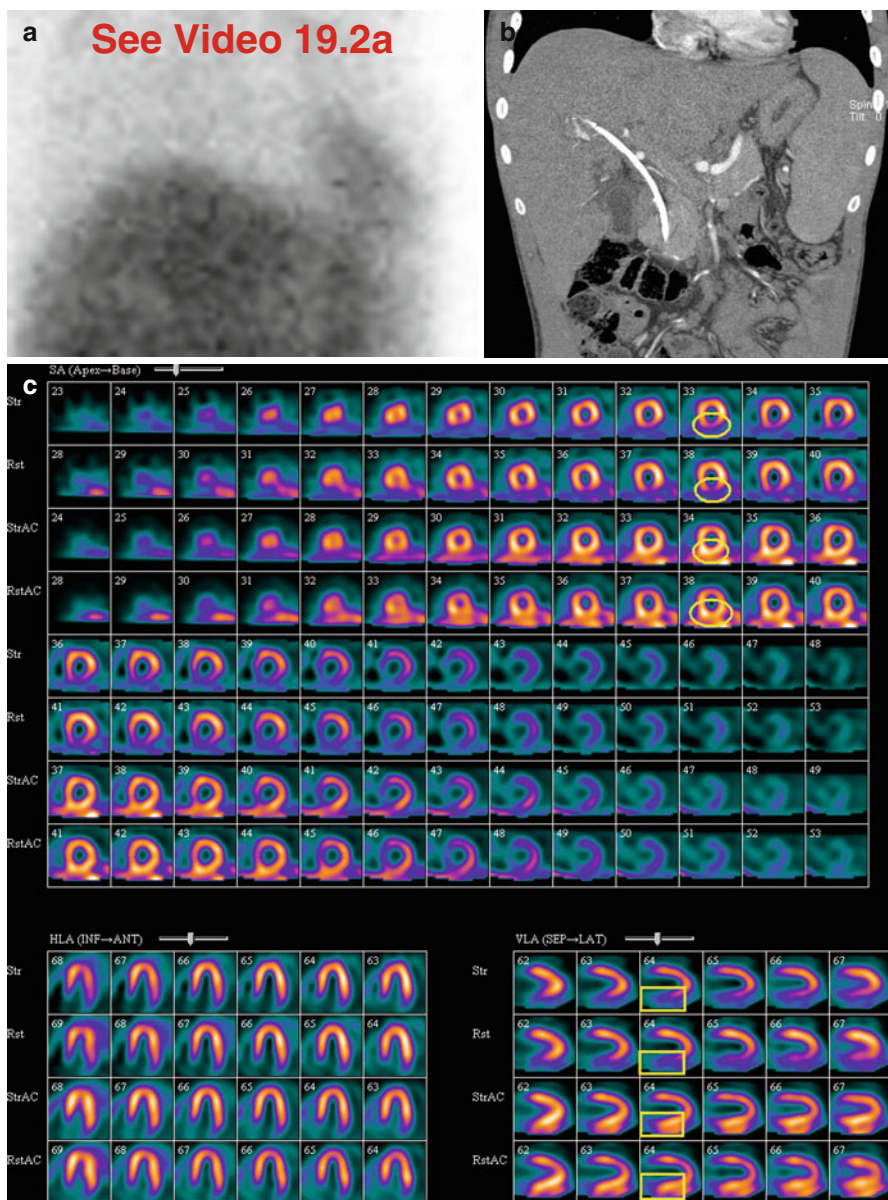 a
See Video 19.2a
b
Spin
Tilt 0
c
SA (Apex→Base)
Str
23 24 25 26 27 28 29 30 31 32 33 34 35
Rst
28 29 30 31 32 33 34 35 36 37 38 39 40
StrAC
24 25 26 27 28 29 30 31 32 33 34 35 36
RstAC
28 29 30 31 32 33 34 35 36 37 38 39 40
Str
36 37 38 39 40 41 42 43 44 45 46 47 48
Rst
41 42 43 44 45 46 47 48 49 50 51 52 53
StrAC
37 38 39 40 41 42 43 44 45 46 47 48 49
RstAC
41 42 43 44 45 46 47 48 49 50 51 52 53
HLA (INF→ANT)
Str
68 67 66 65 64 63
Rst
69 68 67 66 65 64
StrAC
68 67 66 65 64 63
RstAC
69 68 67 66 65 64
VLA (SEP→LAT)
Str
62 63 64 65 66 67
Rst
62 63 64 65 66 67
StrAC
62 63 64 65 66 67
RstAC
62 63 64 65 66 67